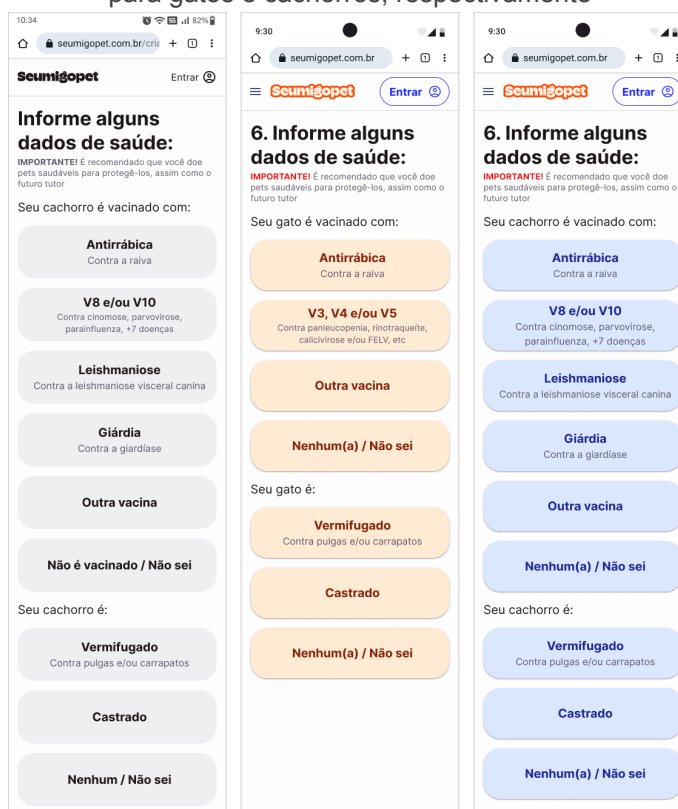 para gatos e cachorros, respectivamente
10:34
5G
82%
seumigopet.com.br/cria
1
Seumigopet
Entrar
Informe alguns
dados de saúde:
IMPORTANTE! É recomendado que você doe
pets saudáveis para protegê-los, assim como o
futuro tutor
Seu cachorro é vacinado com:
Antirrábica
Contra a raiva
V8 e/ou V10
Contra cinomose, parvovirose,
parainfluenza, +7 doenças
Leishmaniose
Contra a leishmaniose visceral canina
Giárdia
Contra a giardíase
Outra vacina
Não é vacinado / Não sei
Seu cachorro é:
Vermifugado
Contra pulgas e/ou carrapatos
Castrado
Nenhum / Não sei
9:30
seumigopet.com.br
1
Seumigopet
Entrar
6. Informe alguns
dados de saúde:
IMPORTANTE! É recomendado que você doe
pets saudáveis para protegê-los, assim como o
futuro tutor
Seu gato é vacinado com:
Antirrábica
Contra a raiva
V3, V4 e/ou V5
Contra panleucopenia, rinotraqueíte,
calicivirose e/ou FELV, etc
Outra vacina
Nenhum(a) / Não sei
Seu gato é:
Vermifugado
Contra pulgas e/ou carrapatos
Castrado
Nenhum(a) / Não sei
9:30
seumigopet.com.br
1
Seumigopet
Entrar
6. Informe alguns
dados de saúde:
IMPORTANTE! É recomendado que você doe
pets saudáveis para protegê-los, assim como o
futuro tutor
Seu cachorro é vacinado com:
Antirrábica
Contra a raiva
V8 e/ou V10
Contra cinomose, parvovirose,
parainfluenza, +7 doenças
Leishmaniose
Contra a leishmaniose visceral canina
Giárdia
Contra a giardíase
Outra vacina
Nenhum(a) / Não sei
Seu cachorro é:
Vermifugado
Contra pulgas e/ou carrapatos
Castrado
Nenhum(a) / Não sei